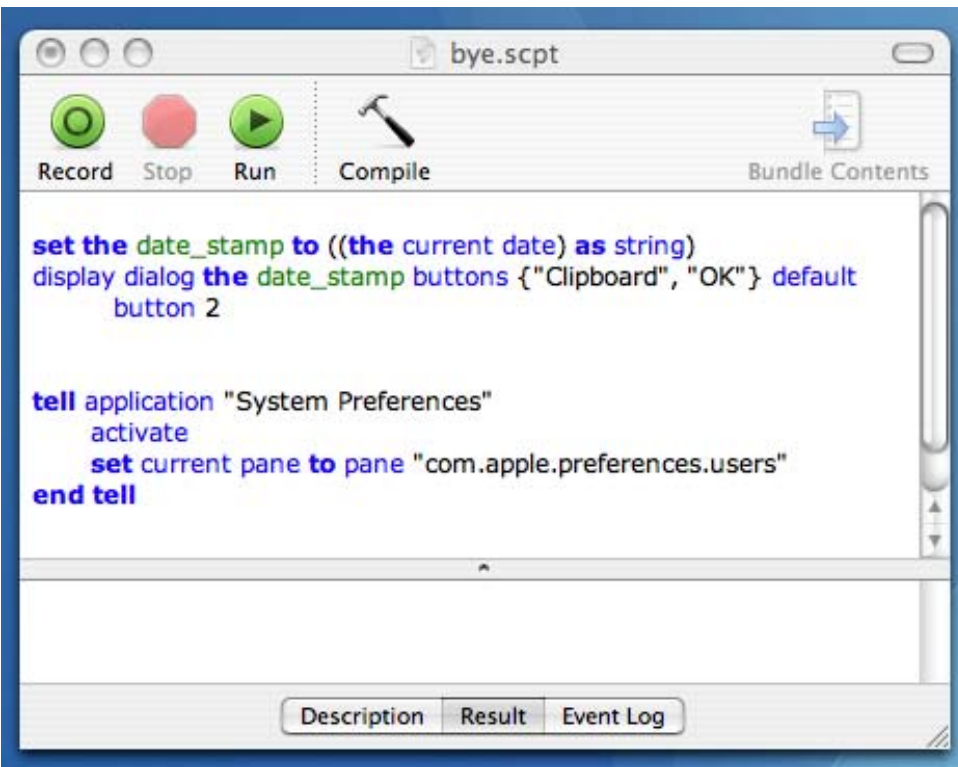 bye.scpt
Record Stop Run Compile Bundle Contents
set the date_stamp to ((the current date) as string)
display dialog the date_stamp buttons {"Clipboard", "OK"} default
button 2
tell application "System Preferences"
activate
set current pane to pane "com.apple.preferences.users"
end tell
Description Result Event Log